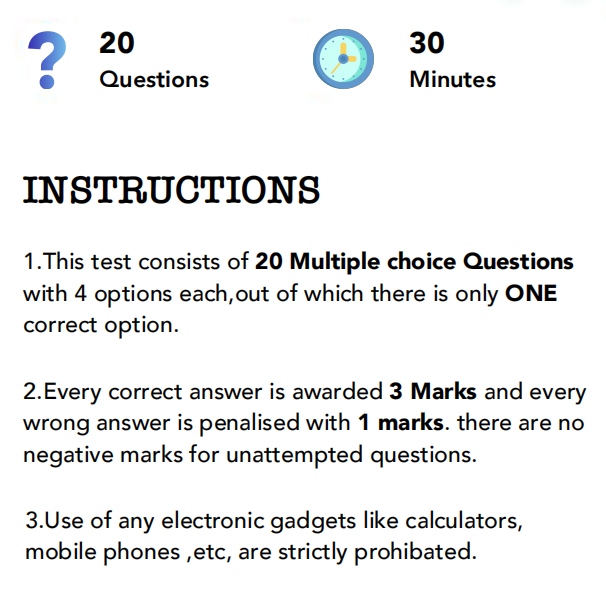 20
Questions
30
Minutes
INSTRUCTIONS
1.This test consists of 20 Multiple choice Questions
with 4 options each,out of which there is only ONE
correct option.
2.Every correct answer is awarded 3 Marks and every
wrong answer is penalised with 1 marks. there are no
negative marks for unattempted questions.
3.Use of any electronic gadgets like calculators,
mobile phones ,etc, are strictly prohibated.